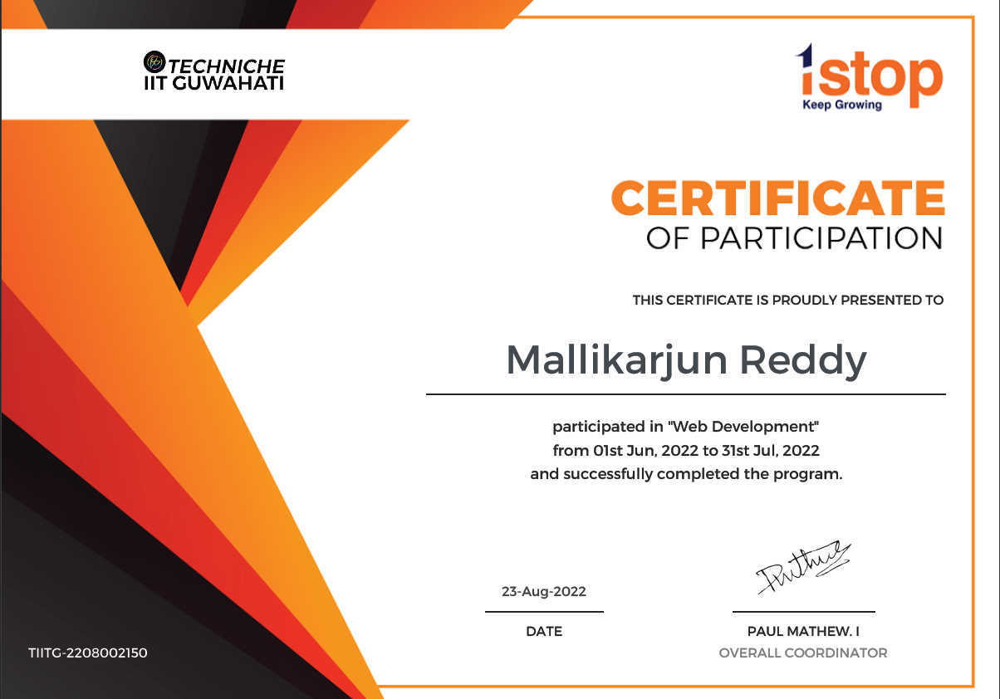 TECHNICHE
IIT GUWAHATI
1stop
Keep Growing
CERTIFICATE
OF PARTICIPATION
THIS CERTIFICATE IS PROUDLY PRESENTED TO
Mallikarjun Reddy
participated in "Web Development"
from 01st Jun, 2022 to 31st Jul, 2022
and successfully completed the program.
23-Aug-2022
DATE
PAUL MATHEW. I
OVERALL COORDINATOR
TIITG-2208002150